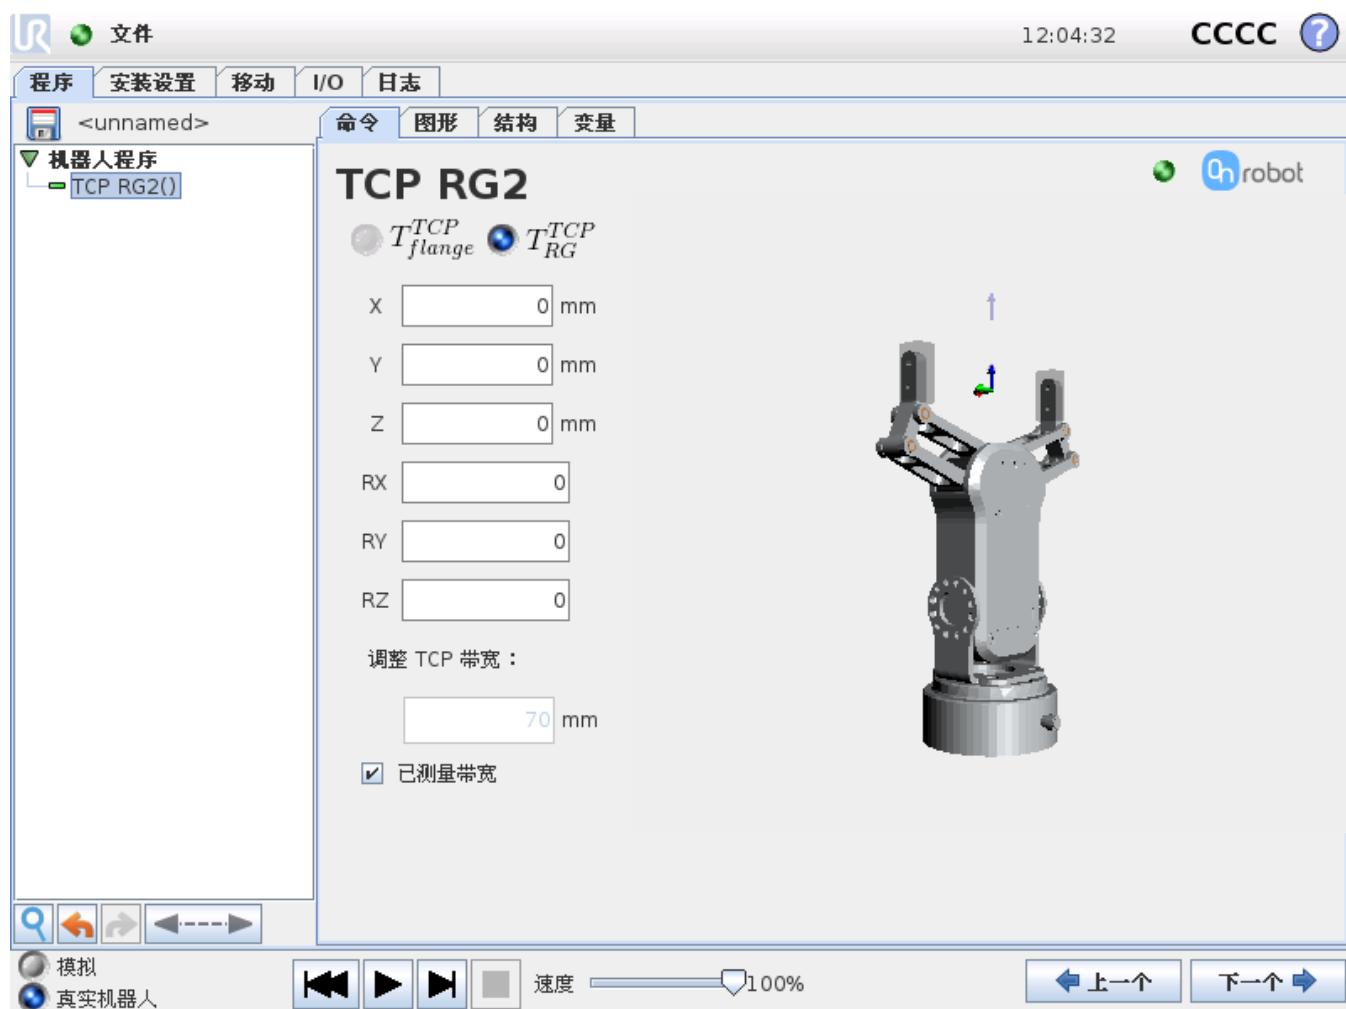 UR 文件 12:04:32 CCCC ?
程序 安装设置 移动 I/O 日志
<unnamed>
命令 图形 结构 变量
机器人程序
TCP RG2()
TCP RG2
On robot
T_{flange}^{TCP} T_{RG}^{TCP}
X 0 mm
Y 0 mm
Z 0 mm
RX 0
RY 0
RZ 0
调整 TCP 带宽：
70 mm
已测量带宽
模拟
真实机器人
速度 100%
上一个 下一个